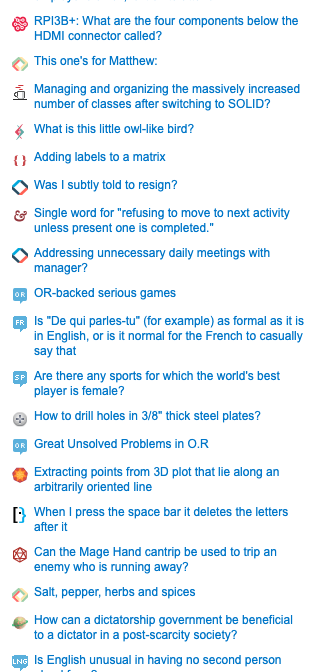 RPI3B+: What are the four components below the
HDMI connector called?
This one's for Matthew:
Managing and organizing the massively increased
number of classes after switching to SOLID?
What is this little owl-like bird?
Adding labels to a matrix
Was I subtly told to resign?
Single word for "refusing to move to next activity
unless present one is completed."
Addressing unnecessary daily meetings with
manager?
OR
OR-backed serious games
FR
Is "De qui parles-tu" (for example) as formal as it is
in English, or is it normal for the French to casually
say that
SP
Are there any sports for which the world's best
player is female?
How to drill holes in 3/8" thick steel plates?
OR
Great Unsolved Problems in O.R
Extracting points from 3D plot that lie along an
arbitrarily oriented line
When I press the space bar it deletes the letters
after it
Can the Mage Hand cantrip be used to trip an
enemy who is running away?
Salt, pepper, herbs and spices
How can a dictatorship government be beneficial
to a dictator in a post-scarcity society?
LNG
Is English unusual in having no second person